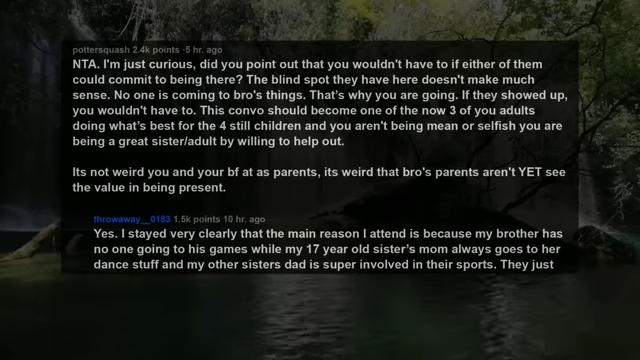 pottersquash 2.4k points ·5 hr. ago
NTA. I'm just curious, did you point out that you wouldn't have to if either of them
could commit to being there? The blind spot they have here doesn't make much
sense. No one is coming to bro's things. That's why you are going. If they showed up,
you wouldn't have to. This convo should become one of the now 3 of you adults
doing what's best for the 4 still children and you aren't being mean or selfish you are
being a great sister/adult by willing to help out.
Its not weird you and your bf at as parents, its weird that bro's parents aren't YET see
the value in being present.
throwaway__0183 1.5k points 10 hr. ago
Yes. I stayed very clearly that the main reason I attend is because my brother has
no one going to his games while my 17 year old sister's mom always goes to her
dance stuff and my other sisters dad is super involved in their sports. They just